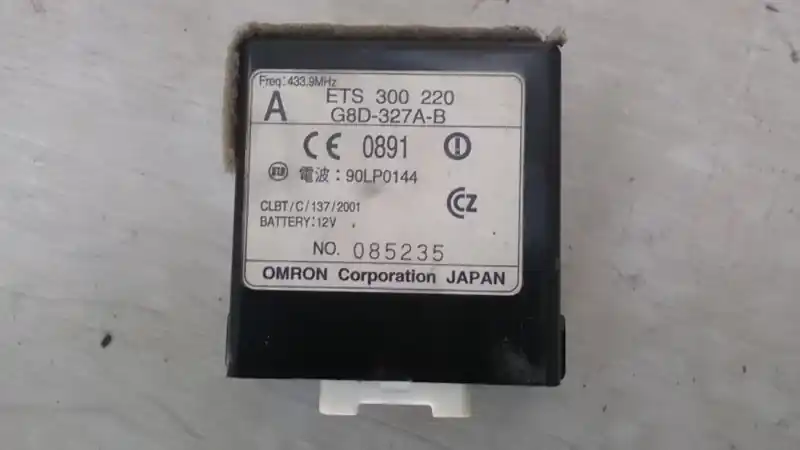 Freq:433.9MHz
A ETS 300 220
G8D-327A-B
CE 0891
電波:90LP0144
CLBT/C/137/2001
BATTERY:12V
CZ
NO. 085235
OMRON Corporation JAPAN